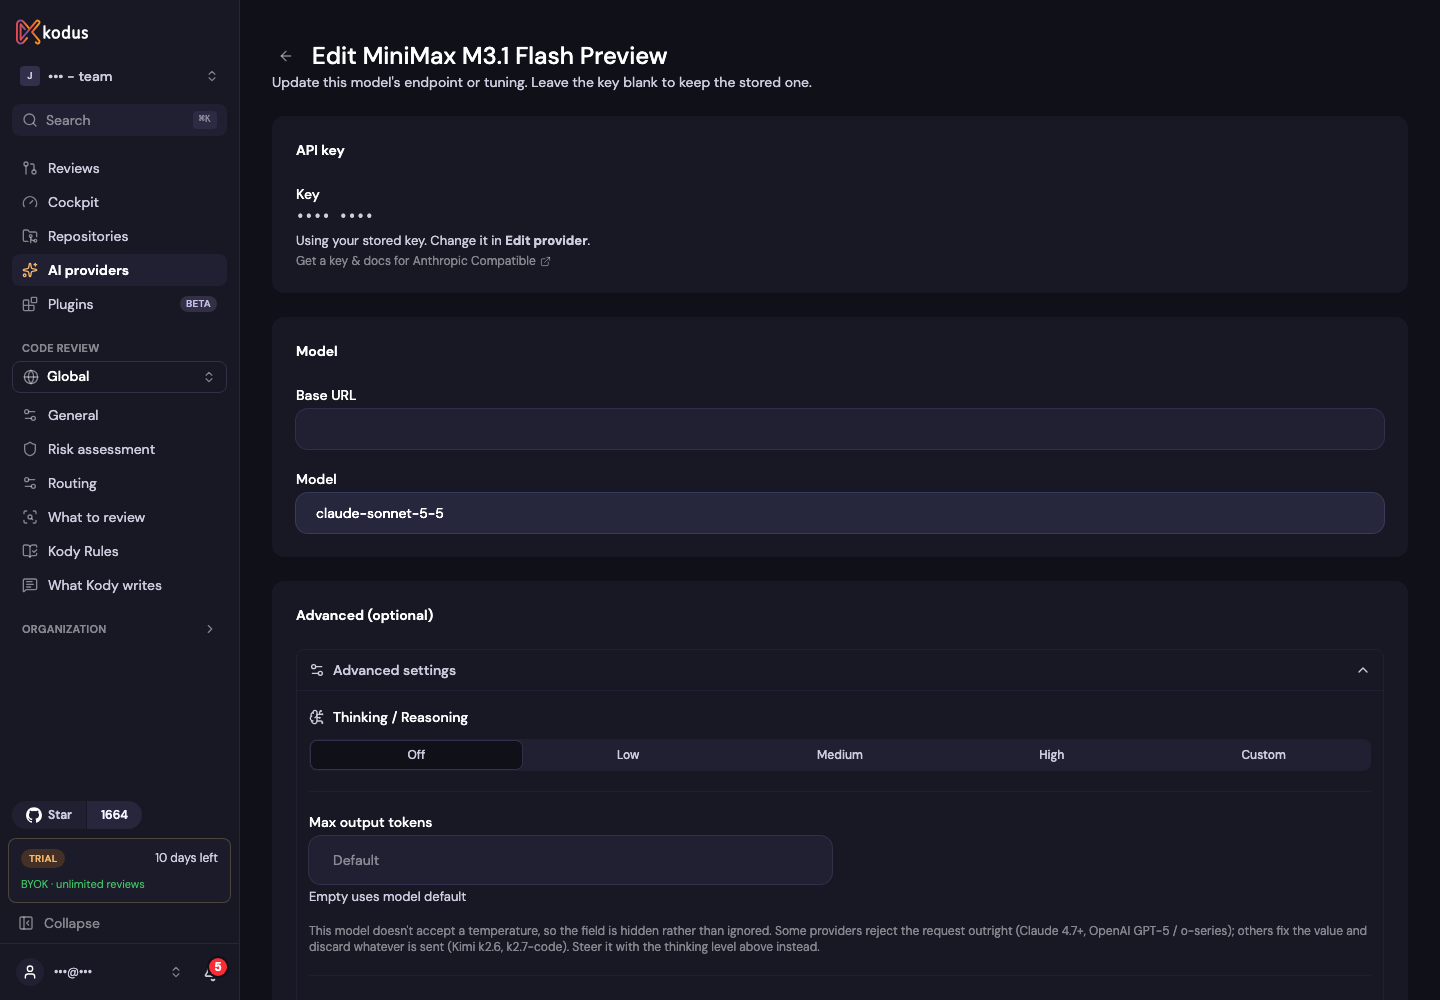 kodus
J
••• - team
Search
⌘K
Reviews
Cockpit
Repositories
AI providers
Plugins
BETA
CODE REVIEW
Global
General
Risk assessment
Routing
What to review
Kody Rules
What Kody writes
ORGANIZATION
Star
1664
TRIAL
10 days left
BYOK · unlimited reviews
Collapse
•••@•••
5
Edit MiniMax M3.1 Flash Preview
Update this model's endpoint or tuning. Leave the key blank to keep the stored one.
API key
Key
•••• ••••
Using your stored key. Change it in Edit provider.
Get a key & docs for Anthropic Compatible
Model
Base URL
Model
claude-sonnet-5-5
Advanced (optional)
Advanced settings
Thinking / Reasoning
Off
Low
Medium
High
Custom
Max output tokens
Default
Empty uses model default
This model doesn't accept a temperature, so the field is hidden rather than ignored. Some providers reject the request outright (Claude 4.7+, OpenAI GPT-5 / o-series); others fix the value and
discard whatever is sent (Kimi k2.6, k2.7-code). Steer it with the thinking level above instead.